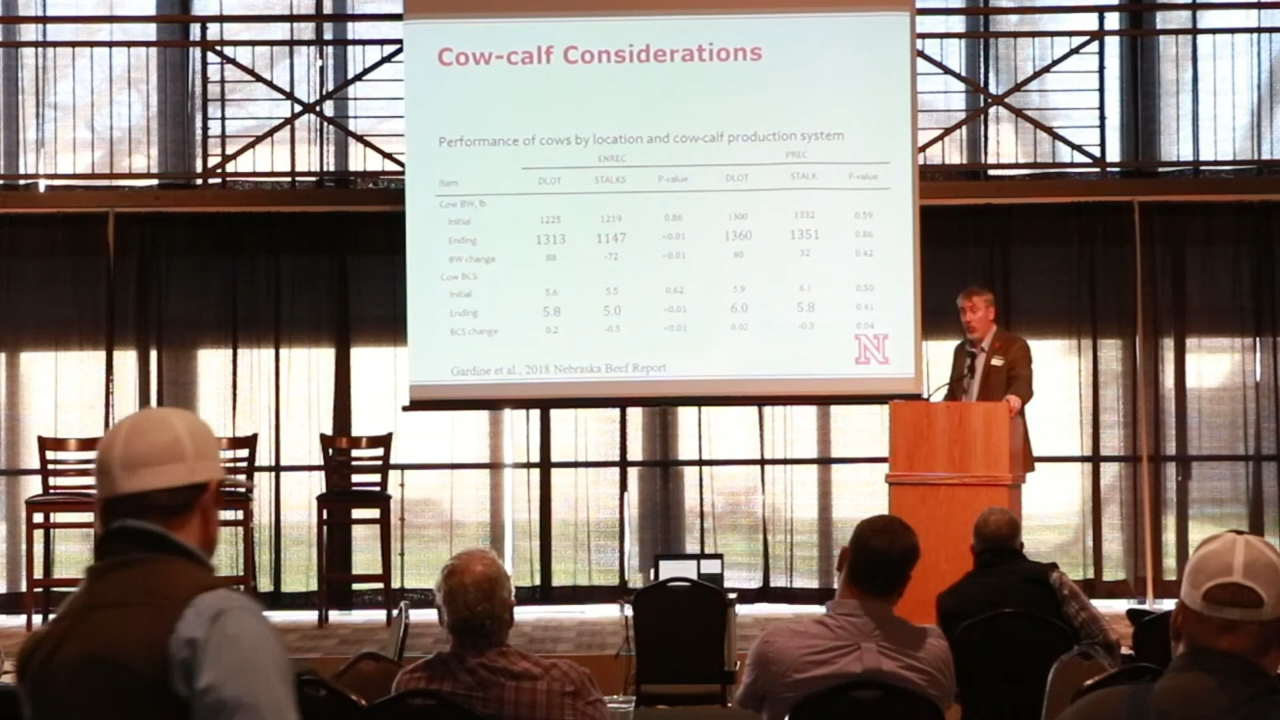 Cow-calf Considerations
Performance of cows by location and cow-calf production system
ENREC PREC
Item DLOT STALKS P-value DLOT STALK P-value
Cow BW, lb
Initial 1225 1219 0.86 1300 1332 0.59
Ending 1313 1147 <0.01 1360 1351 0.86
BW change 88 -72 <0.01 60 32 0.42
Cow BCS
Initial 5.6 5.5 0.62 5.9 6.1 0.50
Ending 5.8 5.0 <0.01 6.0 5.8 0.41
BCS change 0.2 -0.5 <0.01 0.02 -0.3 0.04
N
Gardine et al., 2018 Nebraska Beef Report